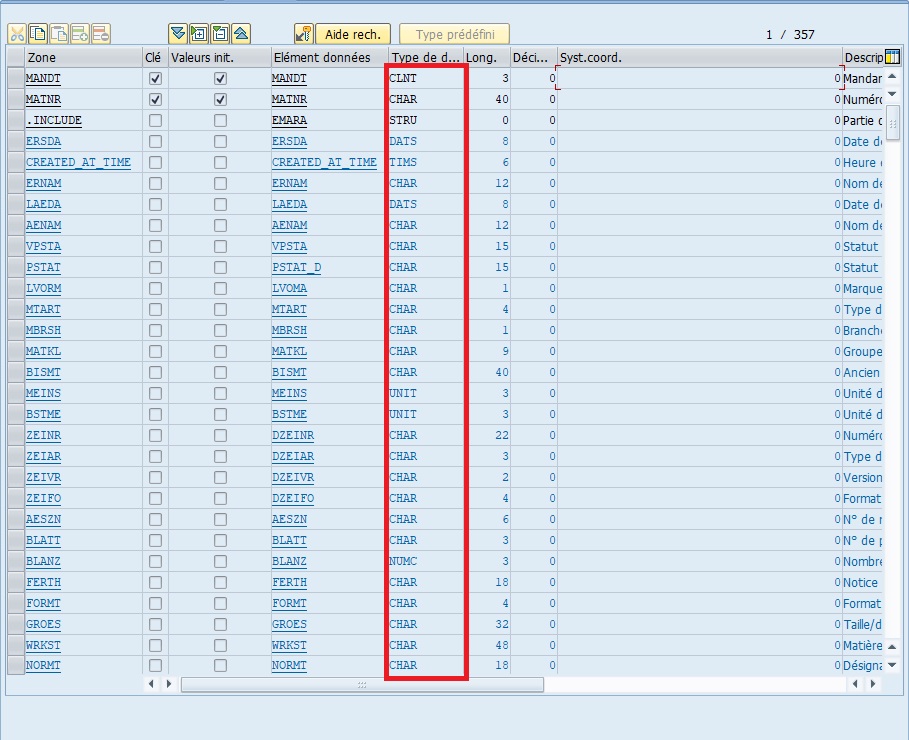 Aide rech. Type prédéfini 1 / 357
Zone Clé Valeurs init. Elément données Type de d... Long. Déci... Syst.coord. Descrip
MANDT MANDT CLNT 3 0 0 Mandar
MATNR MATNR CHAR 40 0 0 Numéro
.INCLUDE EMARA STRU 0 0 0 Partie d
ERSDA ERSDA DATS 8 0 0 Date de
CREATED_AT_TIME CREATED_AT_TIME TIMS 6 0 0 Heure d
ERNAM ERNAM CHAR 12 0 0 Nom de
LAEDA LAEDA DATS 8 0 0 Date de
AENAM AENAM CHAR 12 0 0 Nom de
VPSTA VPSTA CHAR 15 0 0 Statut
PSTAT PSTAT_D CHAR 15 0 0 Statut
LVORM LVOMA CHAR 1 0 0 Marque
MTART MTART CHAR 4 0 0 Type d
MBRSH MBRSH CHAR 1 0 0 Branch
MATKL MATKL CHAR 9 0 0 Groupe
BISMT BISMT CHAR 40 0 0 Ancien
MEINS MEINS UNIT 3 0 0 Unité d
BSTME BSTME UNIT 3 0 0 Unité d
ZEINR DZEINR CHAR 22 0 0 Numéro
ZEIAR DZEIAR CHAR 3 0 0 Type d
ZEIVR DZEIVR CHAR 2 0 0 Version
ZEIFO DZEIFO CHAR 4 0 0 Format
AESZN AESZN CHAR 6 0 0 N° de r
BLATT BLATT CHAR 3 0 0 N° de p
BLANZ BLANZ NUMC 3 0 0 Nombre
FERTH FERTH CHAR 18 0 0 Notice
FORMT FORMT CHAR 4 0 0 Format
GROES GROES CHAR 32 0 0 Taille/d
WRKST WRKST CHAR 48 0 0 Matière
NORMT NORMT CHAR 18 0 0 Désigna